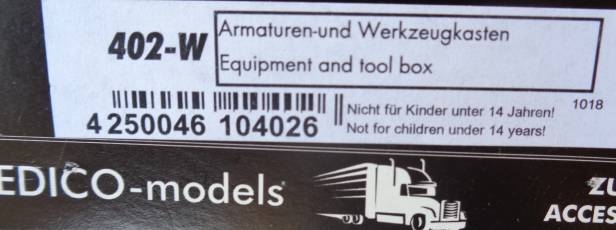 402-W
Armaturen-und Werkzeugkasten
Equipment and tool box
4 250046 104026
Nicht für Kinder unter 14 Jahren!
1018
Not for children under 14 years!
EDICO-models
ZU
ACCES